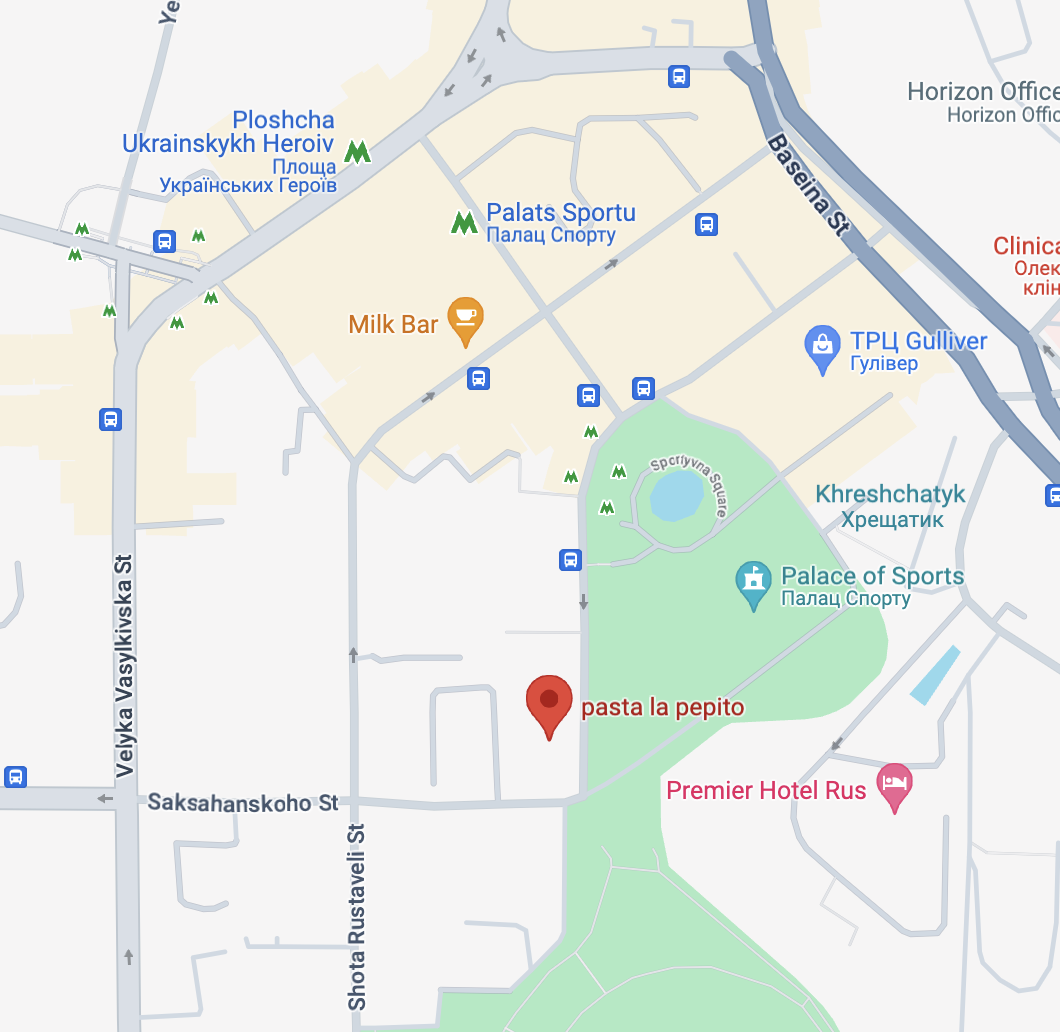 Ye
Horizon Office
Horizon Offic
Ploshcha
Ukrainskykh Heroiv
Площа
Українських Героїв
Baseina St
Palats Sportu
Палац Спорту
Clinica
Олек
клін
Milk Bar
ТРЦ Gulliver
Гулівер
Sportyvna Square
Khreshchatyk
Хрещатик
Palace of Sports
Палац Спорту
Velyka Vasylkivska St
pasta la pepito
Premier Hotel Rus
Saksahanskoho St
Shota Rustaveli St